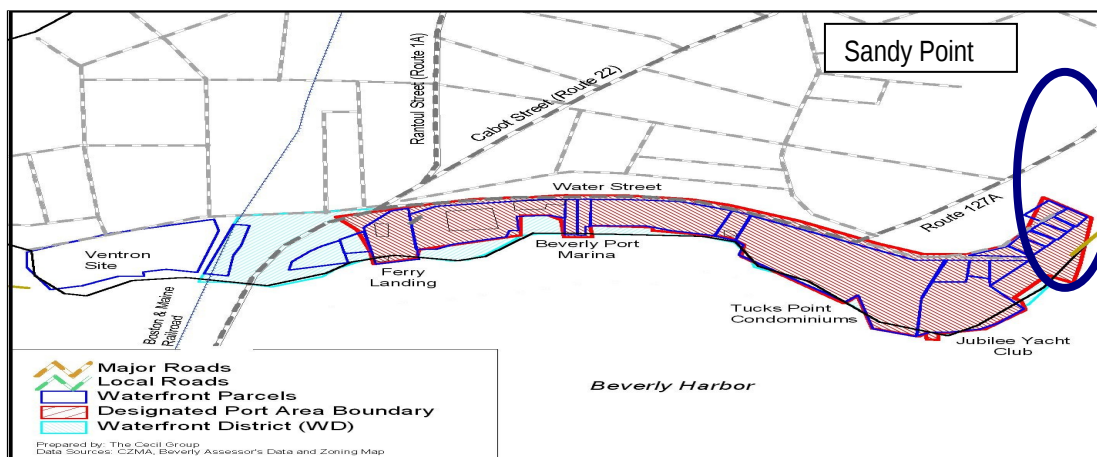 Sandy Point
Rantoul Street (Route 1A)
Cabot Street (Route 22)
Water Street
Route 127A
Ventron
Site
Ferry
Landing
Beverly Port
Marina
Boston & Maine
Railroad
Tucks Point
Condominiums
Jubilee Yacht
Club
Beverly Harbor
Major Roads
Local Roads
Waterfront Parcels
Designated Port Area Boundary
Waterfront District (WD)
Prepared by: The Cecil Group
Data Sources: CZMA, Beverly Assessor's Data and Zoning Map